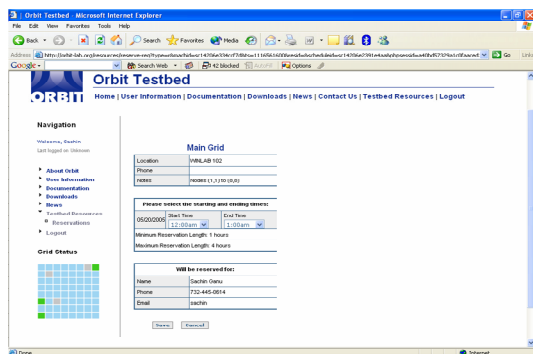 Orbit Testbed - Microsoft Internet Explorer
File Edit View Favorites Tools Help
Back Search Favorites Media
Address Go Links
Google Search Web 42 blocked AutoFill Options
ORBIT
Orbit Testbed
Home | User Information | Documentation | Downloads | News | Contact Us | Testbed Resources | Logout
Navigation
Welcome, Sachin
Last logged on Unknown
About Orbit
User Information
Documentation
Downloads
News
Testbed Resources
Reservations
Logout
Grid Status
Main Grid
Location WINLAB 102
Phone
Notes Nodes (1,1) to (8,8)
Please select the starting and ending times:
05/20/2005 Start Time End Time
12:00am 1:00am
Minimum Reservation Length: 1 hours
Maximum Reservation Length: 4 hours
Will be reserved for:
Name Sachin Ganu
Phone 732-445-0614
Email sachin
Save Cancel
Done Internet